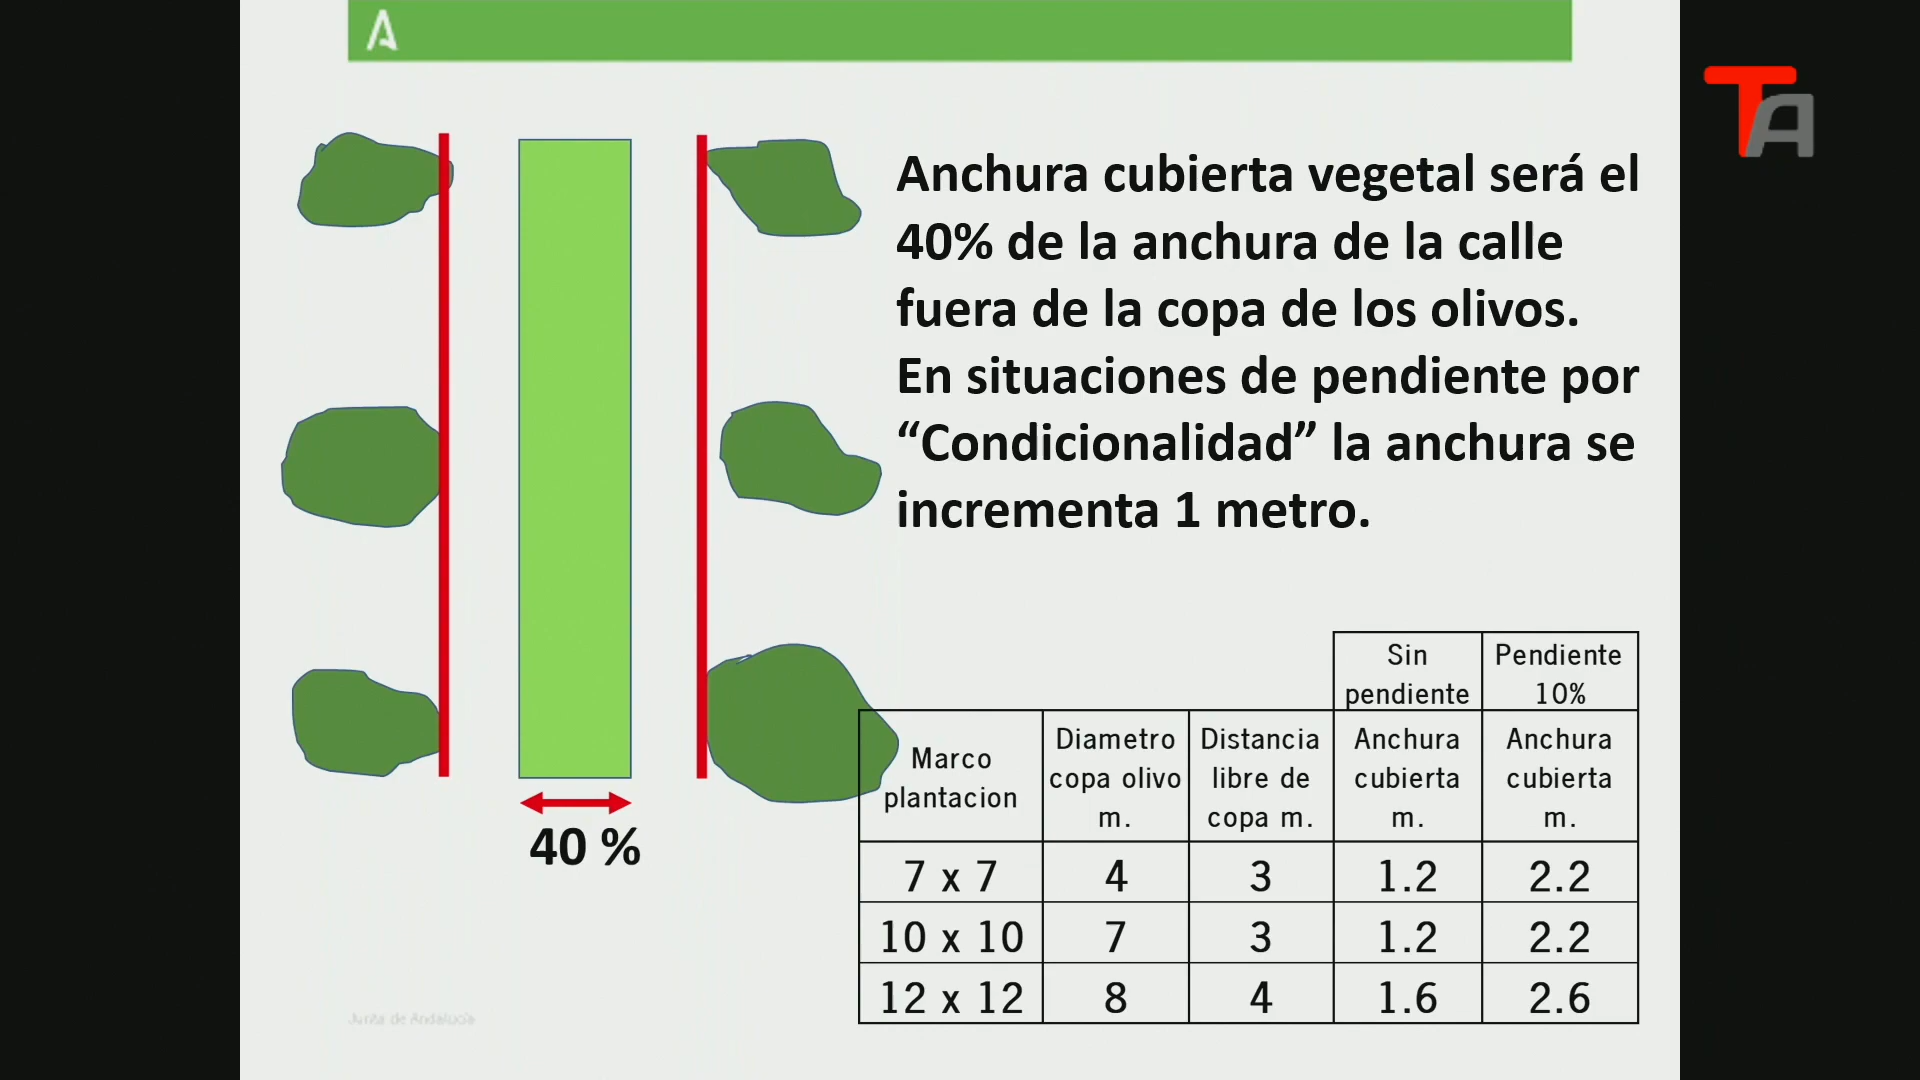 A
TA
Anchura cubierta vegetal será el
40% de la anchura de la calle
fuera de la copa de los olivos.
En situaciones de pendiente por
“Condicionalidad” la anchura se
incrementa 1 metro.
40 %
Sin pendiente | Pendiente 10%
Marco plantacion | Diametro copa olivo m. | Distancia libre de copa m. | Anchura cubierta m. | Anchura cubierta m.
7 x 7 | 4 | 3 | 1.2 | 2.2
10 x 10 | 7 | 3 | 1.2 | 2.2
12 x 12 | 8 | 4 | 1.6 | 2.6
Junta de Andalucía